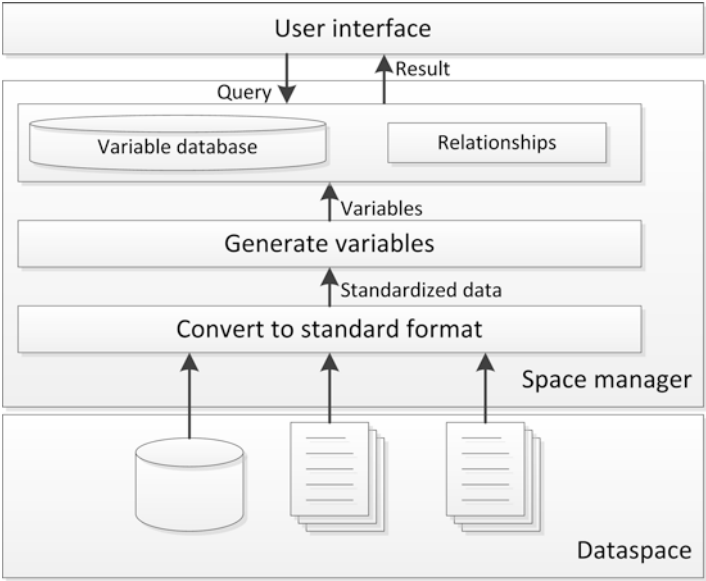 User interface
Result
Query
Variable database
Relationships
Variables
Generate variables
Standardized data
Convert to standard format
Space manager
Dataspace